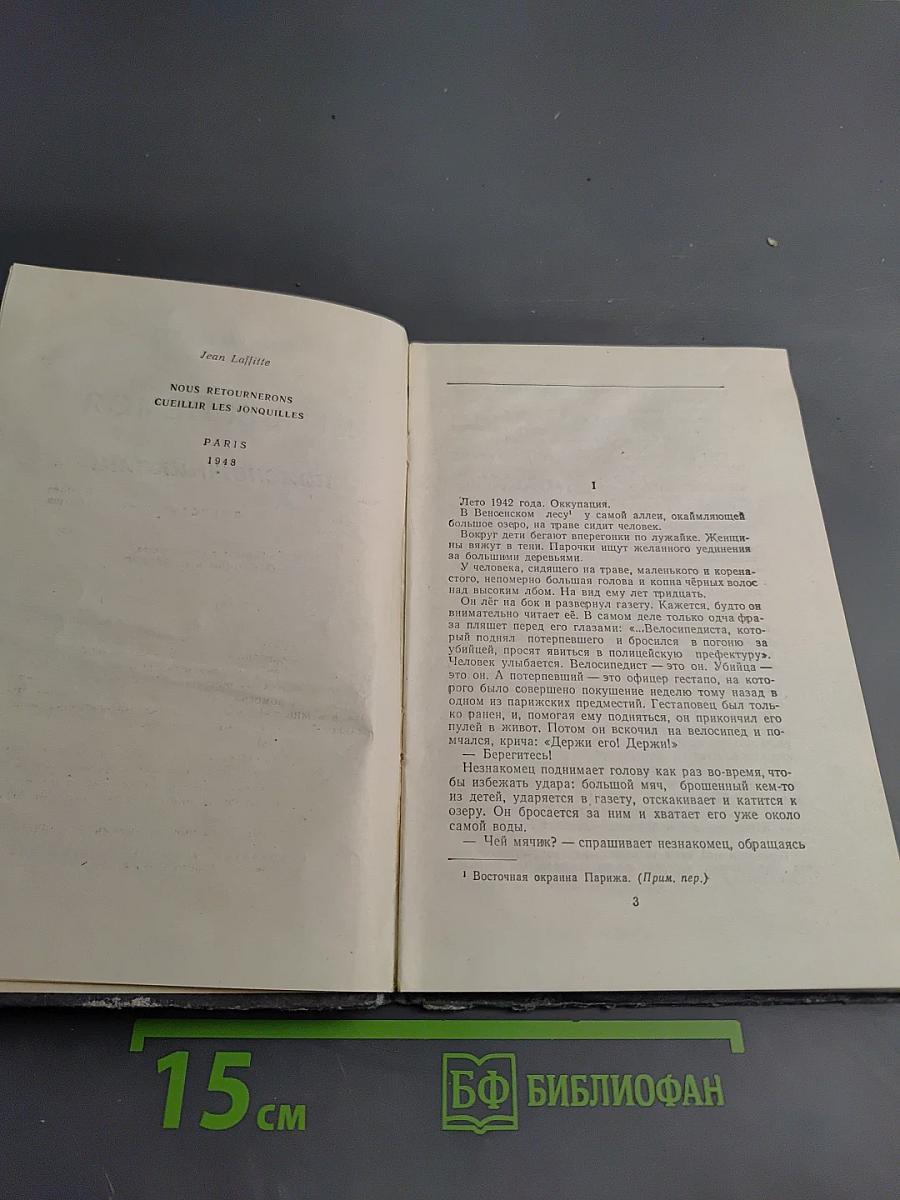 Jean Laffitte
NOUS RETOURNERONS
CUEILLIR LES JONQUILLES
PARIS
1948
I
Лето 1942 года. Оккупация.
В Венсенском лесу¹ у самой аллеи, окаймляющей
большое озеро, на траве сидит человек.
Вокруг дети бегают вперегонки по лужайке. Женщи-
ны вяжут в тени. Парочки ищут желанного уединения
за большими деревьями.
У человека, сидящего на траве, маленького и корена-
стого, непомерно большая голова и копна чёрных волос
над высоким лбом. На вид ему лет тридцать.
Он лёг на бок и развернул газету. Кажется, будто он
внимательно читает её. В самом деле только одна фра-
за пляшет перед его глазами: «...Велосипедиста, кото-
рый поднял потерпевшего и бросился в погоню за
убийцей, просят явиться в полицейскую префектуру».
Человек улыбается. Велосипедист — это он. Убийца —
это он. А потерпевший — это офицер гестапо, на кото-
рого было совершено покушение неделю тому назад в
одном из парижских предместий. Гестаповец был толь-
ко ранен, и, помогая ему подняться, он прикончил его
пулей в живот. Потом он вскочил на велосипед и по-
мчался, крича: «Держи его! Держи!»
— Берегитесь!
Незнакомец поднимает голову как раз во-время, что-
бы избежать удара: большой мяч, брошенный кем-то
из детей, ударяется в газету, отскакивает и катится к
озеру. Он бросается за ним и хватает его уже около
самой воды.
— Чей мячик? — спрашивает незнакомец, обращаясь
¹ Восточная окраина Парижа. (Прим. пер.)
3
15 см
БФ БИБЛИОФАН